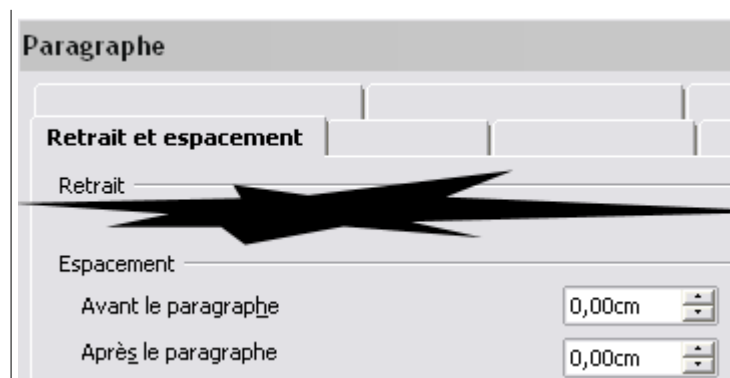 Paragraphe
Retrait et espacement
Retrait
Espacement
Avant le paragraphe 0,00cm
Après le paragraphe 0,00cm